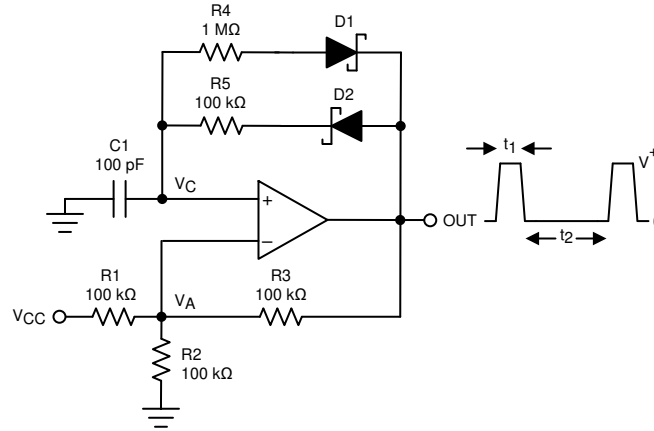 R4
1 MΩ
D1
R5
100 kΩ
D2
C1
100 pF
VC
+
−
OUT
t1
V+
t2
R1
100 kΩ
VCC
VA
R3
100 kΩ
R2
100 kΩ